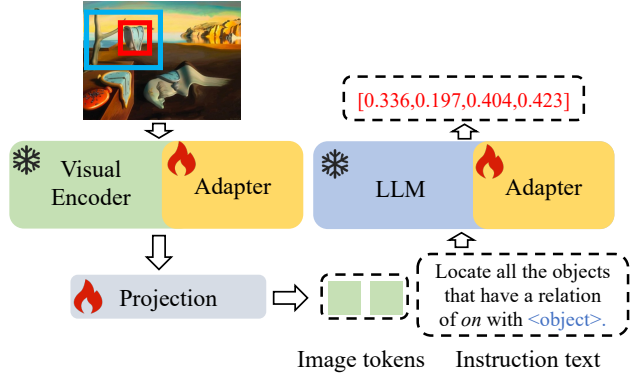 [0.336,0.197,0.404,0.423]
Visual
Encoder
Adapter
LLM
Adapter
Projection
Locate all the objects
that have a relation
of on with <object>.
Image tokens
Instruction text